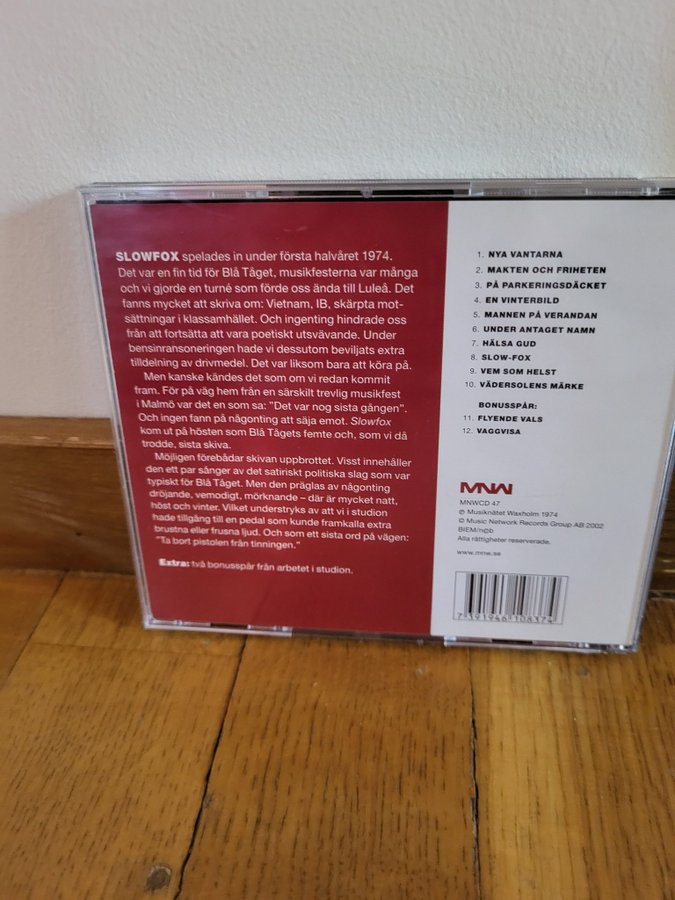 SLOWFOX spelades in under första halvåret 1974.
Det var en fin tid för Blå Tåget, musikfesterna var många
och vi gjorde en turné som förde oss ända till Luleå. Det
fanns mycket att skriva om: Vietnam, IB, skärpta mot-
sättningar i klassamhället. Och ingenting hindrade oss
från att fortsätta att vara poetiskt utsvävande. Under
bensinransoneringen hade vi dessutom beviljats extra
tilldelning av drivmedel. Det var liksom bara att köra på.
Men kanske kändes det som om vi redan kommit
fram. För på väg hem från en särskilt trevlig musikfest
i Malmö var det en som sa: "Det var nog sista gången".
Och ingen fann på någonting att säja emot. Slowfox
kom ut på hösten som Blå Tågets femte och, som vi då
trodde, sista skiva.
Möjligen förebådar skivan uppbrottet. Visst innehåller
den ett par sånger av det satiriskt politiska slag som var
typiskt för Blå Tåget. Men den präglas av någonting
dröjande, vemodigt, mörknande – där är mycket natt,
höst och vinter. Vilket understryks av att vi i studion
hade tillgång till en pedal som kunde framkalla extra
brustna eller frusna ljud. Och som ett sista ord på vägen:
"Ta bort pistolen från tinningen."
Extra: två bonusspår från arbetet i studion.
1. NYA VANTARNA
2. MAKTEN OCH FRIHETEN
3. PÅ PARKERINGSDÄCKET
4. EN VINTERBILD
5. MANNEN PÅ VERANDAN
6. UNDER ANTAGET NAMN
7. HÄLSA GUD
8. SLOW-FOX
9. VEM SOM HELST
10. VÄDERSOLENS MÄRKE
BONUSSPÅR:
11. FLYENDE VALS
12. VAGGVISA
MNW
MNWCD 47
℗ Musiknätet Waxholm 1974
© Music Network Records Group AB 2002
BIEM/n©b
Alla rättigheter reserverade.
www.mnw.se
7 391946 108374